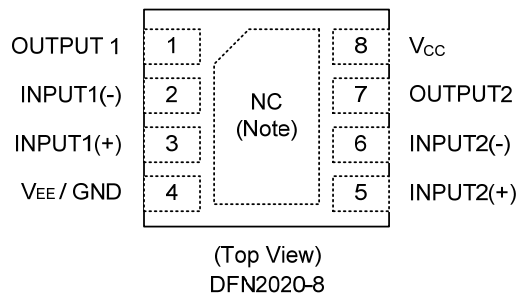 OUTPUT 1 1 8 VCC
INPUT1(-) 2 NC 7 OUTPUT2
INPUT1(+) 3 (Note) 6 INPUT2(-)
VEE / GND 4 5 INPUT2(+)
(Top View)
DFN2020-8